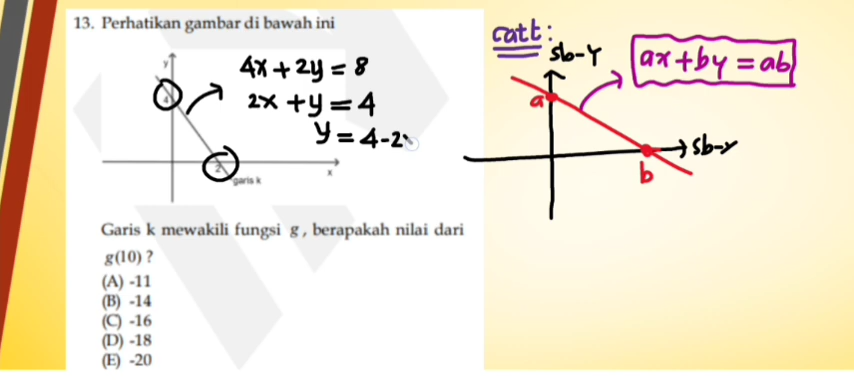 13. Perhatikan gambar di bawah ini
y
4
2
x
garis k
4x + 2y = 8
2x + y = 4
y = 4 - 2x
Garis k mewakili fungsi g, berapakah nilai dari
g(10) ?
(A) -11
(B) -14
(C) -16
(D) -18
(E) -20
catt :
sb-Y
ax + by = ab
a
sb-x
b